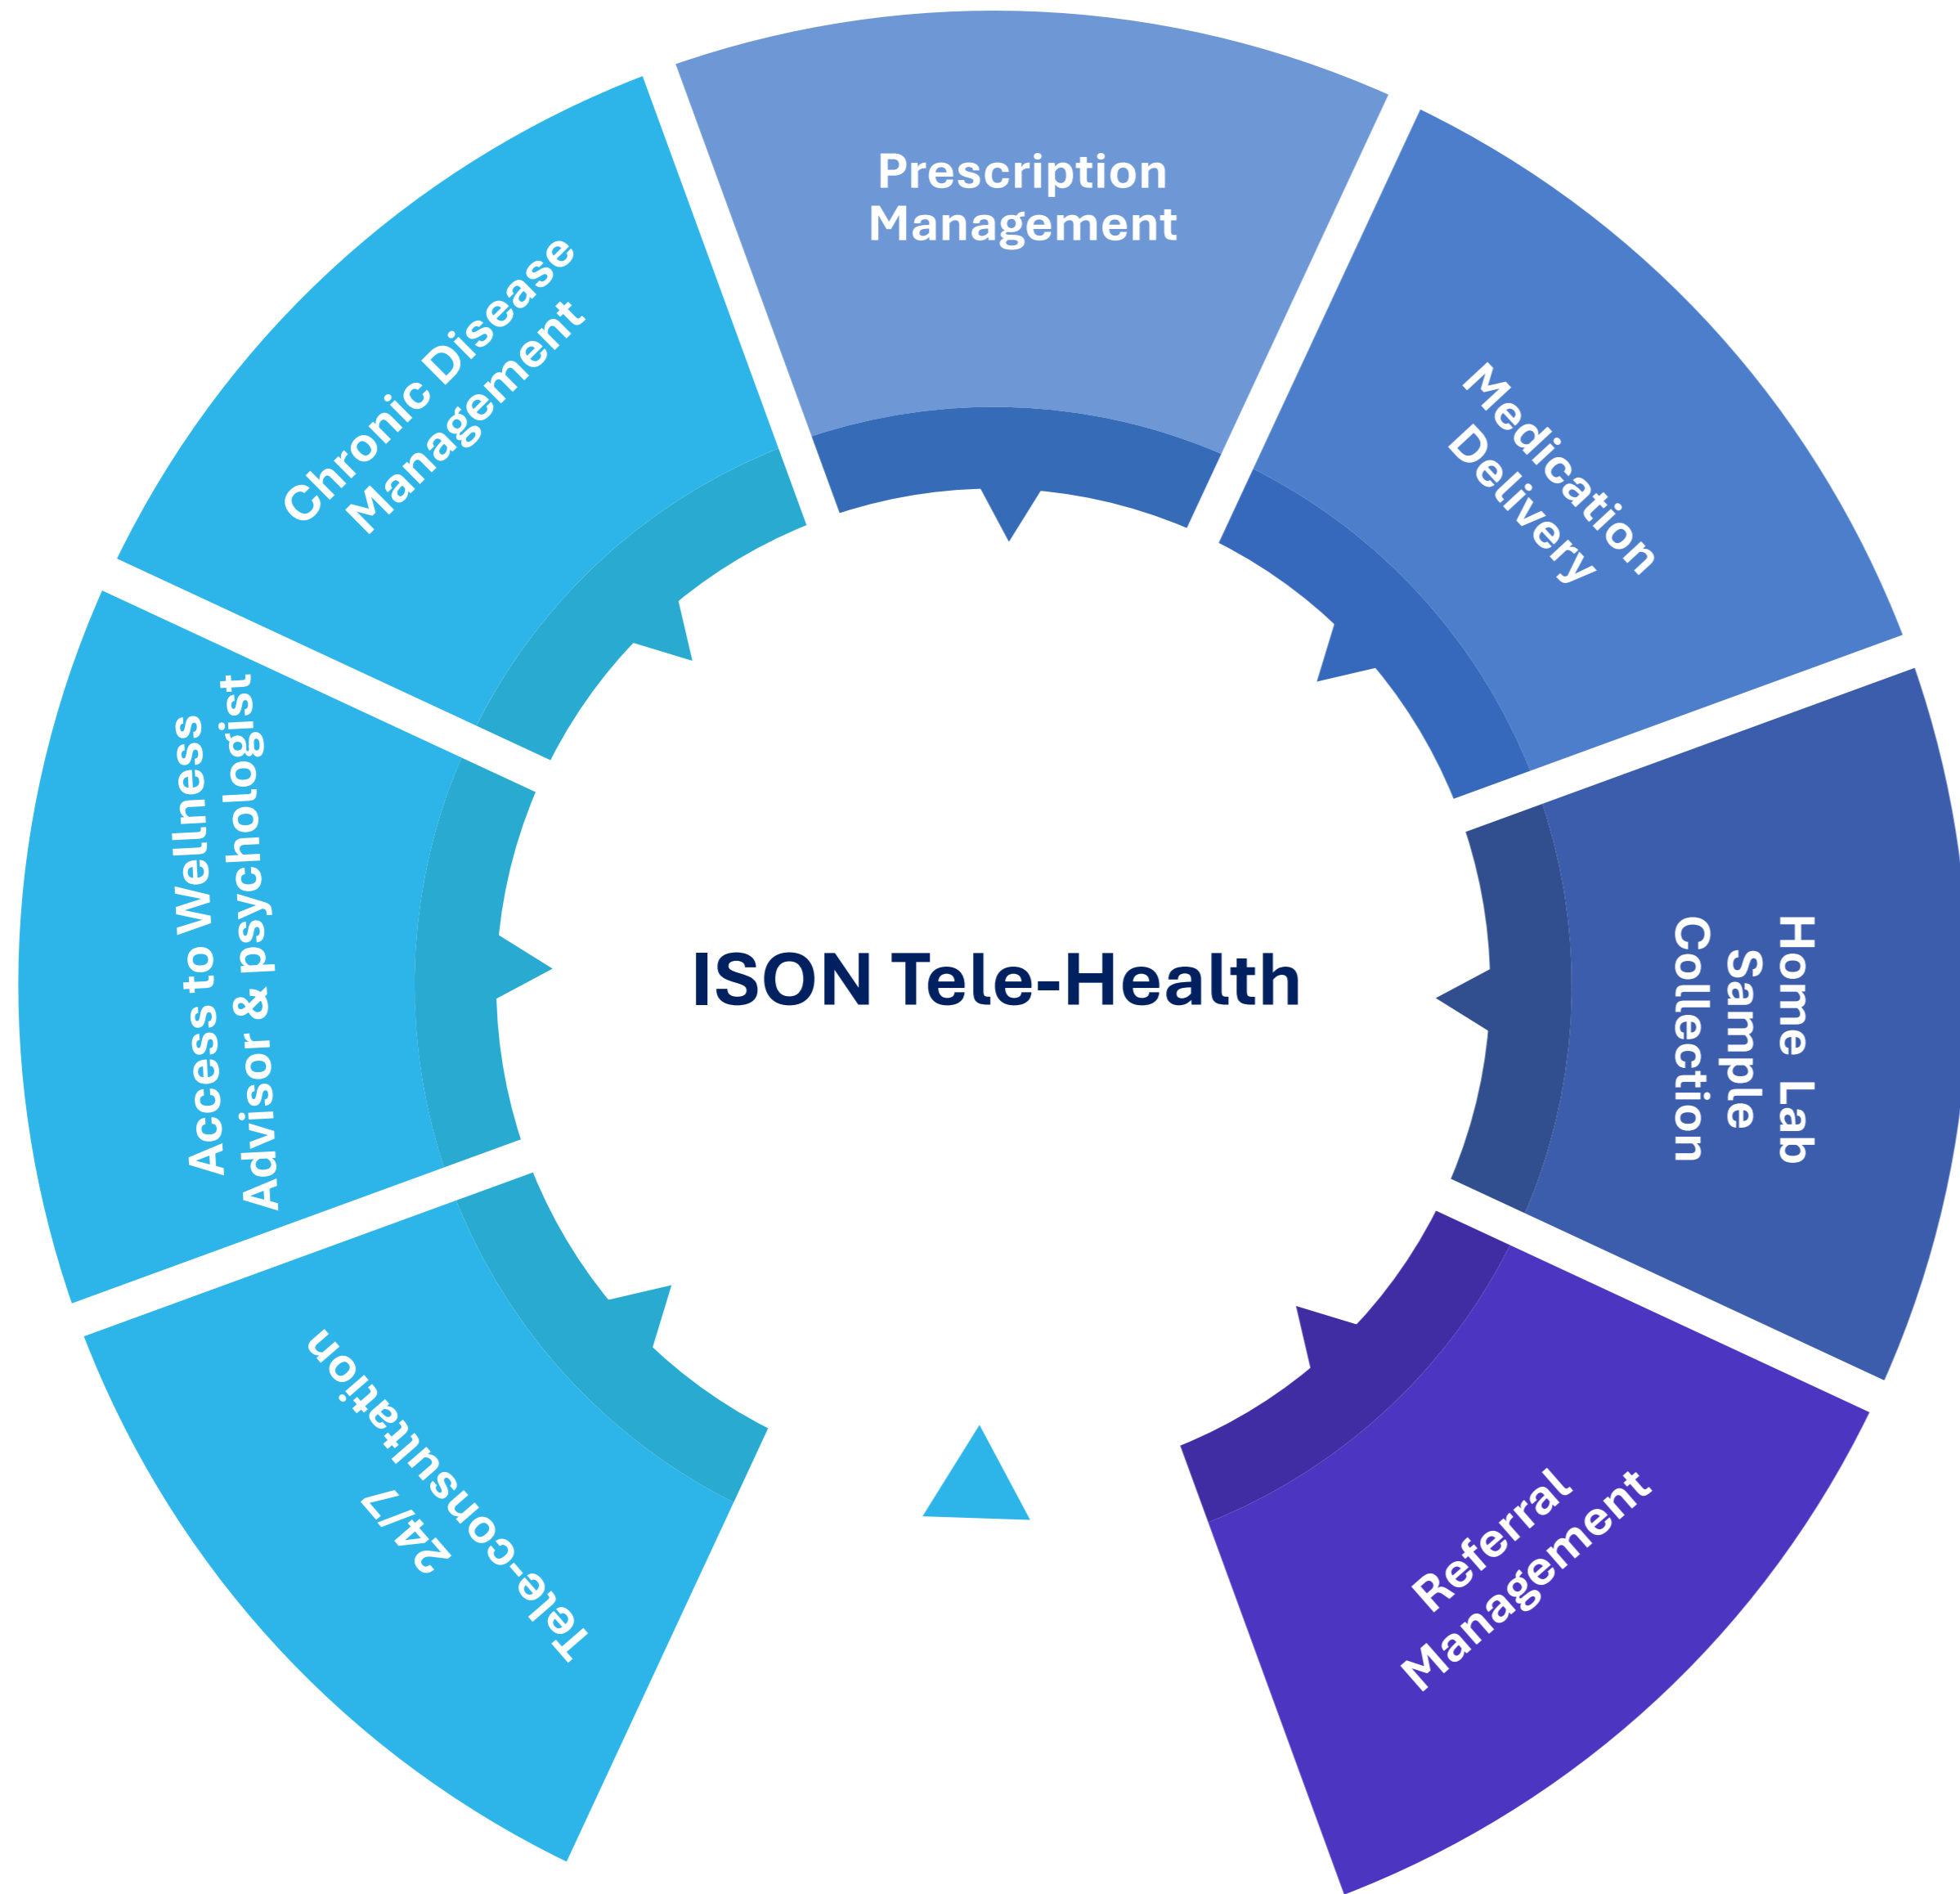 Prescription
Management
Medication
Delivery
Home Lab
Sample
Collection
Referral
Management
Tele-consultation
24/7
Access to Wellness
Advisor & psychologist
Chronic Disease
Management
ISON Tele-Health